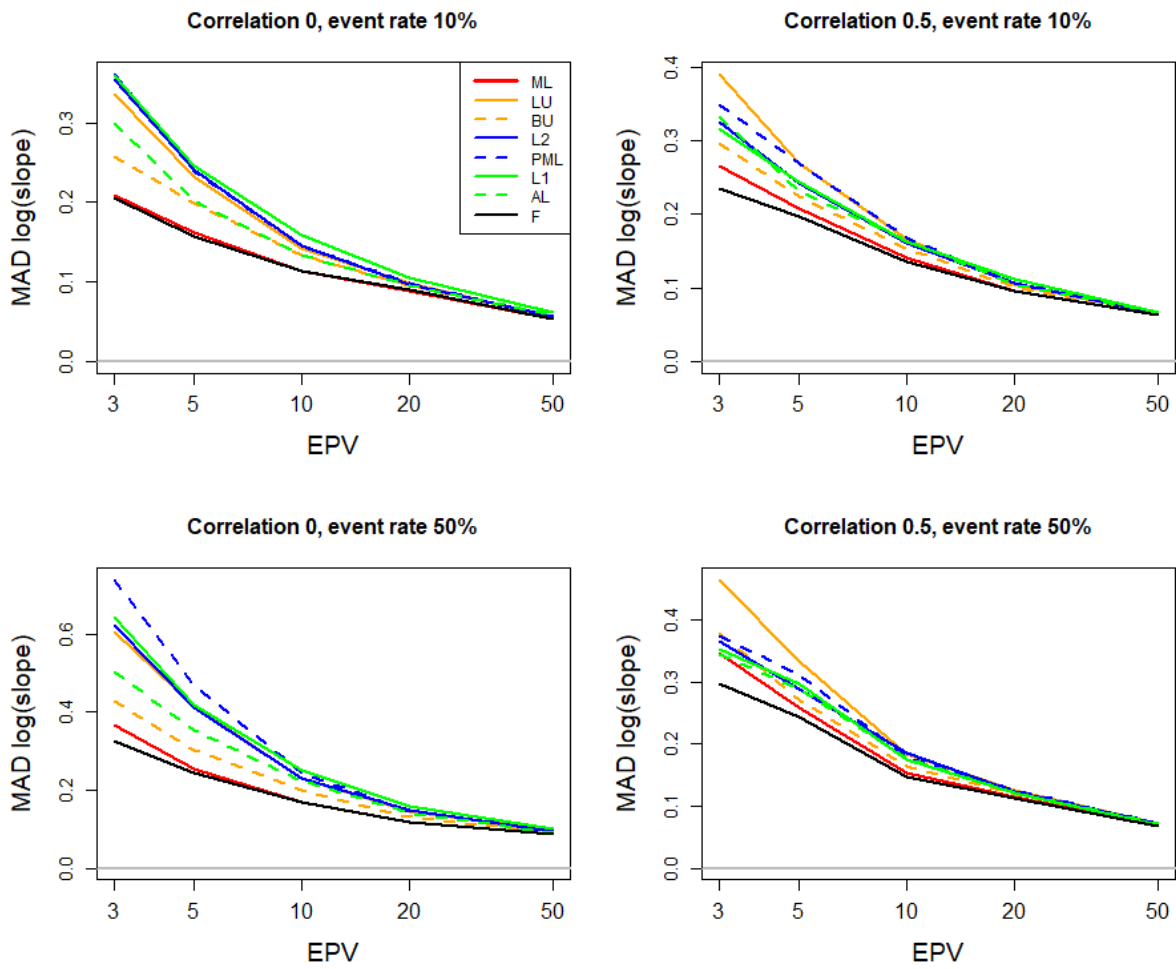 Correlation 0, event rate 10%
MAD log(slope)
0.0 0.1 0.2 0.3
ML
LU
BU
L2
PML
L1
AL
F
3 5 10 20 50
EPV
Correlation 0.5, event rate 10%
MAD log(slope)
0.0 0.1 0.2 0.3 0.4
3 5 10 20 50
EPV
Correlation 0, event rate 50%
MAD log(slope)
0.0 0.2 0.4 0.6
3 5 10 20 50
EPV
Correlation 0.5, event rate 50%
MAD log(slope)
0.0 0.1 0.2 0.3 0.4
3 5 10 20 50
EPV